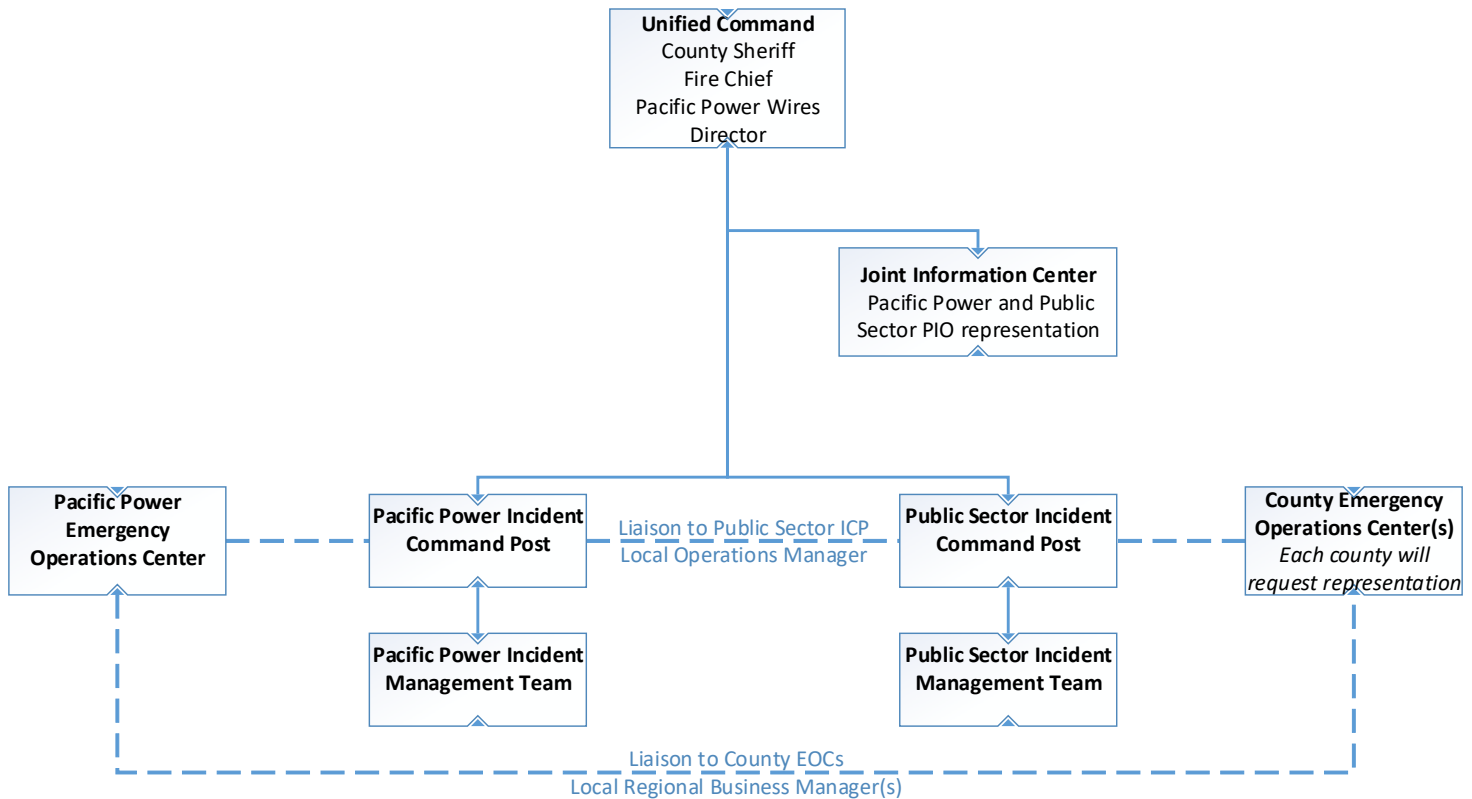 Unified Command
County Sheriff
Fire Chief
Pacific Power Wires
Director
Joint Information Center
Pacific Power and Public
Sector PIO representation
Pacific Power
Emergency
Operations Center
Pacific Power Incident
Command Post
Liaison to Public Sector ICP
Local Operations Manager
Public Sector Incident
Command Post
County Emergency
Operations Center(s)
Each county will
request representation
Pacific Power Incident
Management Team
Public Sector Incident
Management Team
Liaison to County EOCs
Local Regional Business Manager(s)